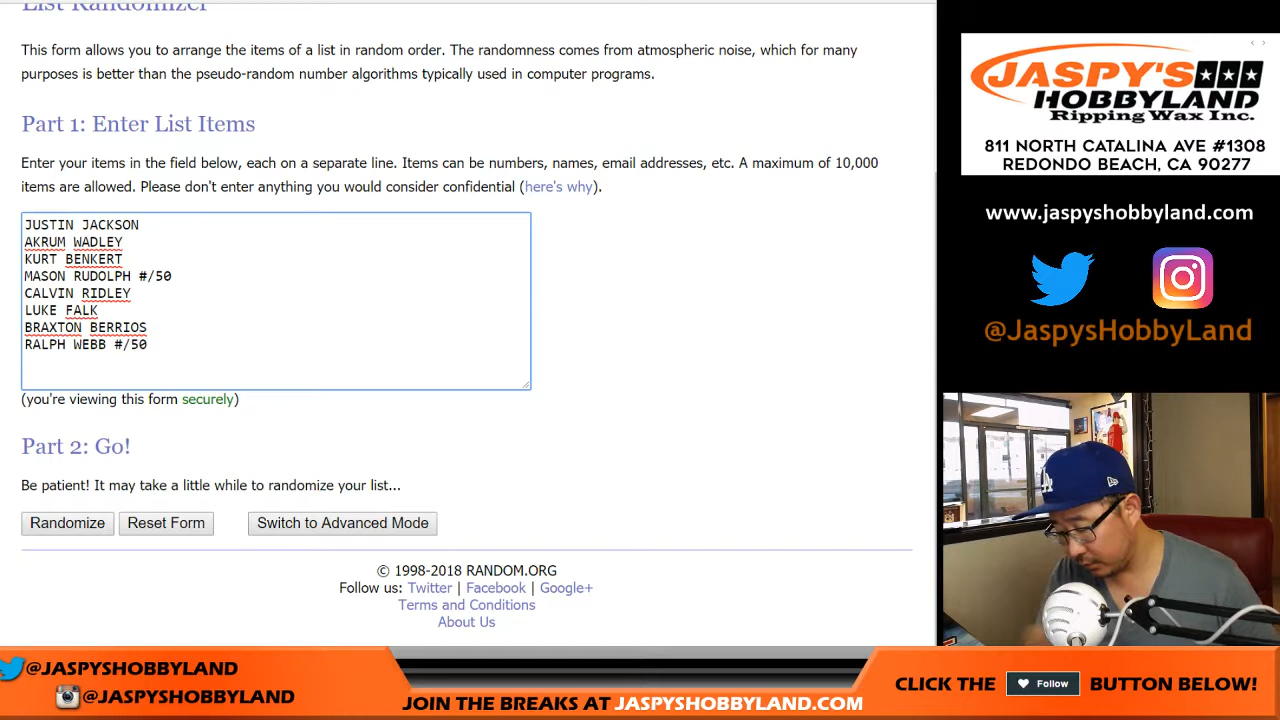 List Randomizer
This form allows you to arrange the items of a list in random order. The randomness comes from atmospheric noise, which for many
purposes is better than the pseudo-random number algorithms typically used in computer programs.
Part 1: Enter List Items
Enter your items in the field below, each on a separate line. Items can be numbers, names, email addresses, etc. A maximum of 10,000
items are allowed. Please don't enter anything you would consider confidential (here's why).
JUSTIN JACKSON
AKRUM WADLEY
KURT BENKERT
MASON RUDOLPH #/50
CALVIN RIDLEY
LUKE FALK
BRAXTON BERRIOS
RALPH WEBB #/50
(you're viewing this form securely)
Part 2: Go!
Be patient! It may take a little while to randomize your list...
Randomize
Reset Form
Switch to Advanced Mode
© 1998-2018 RANDOM.ORG
Follow us: Twitter | Facebook | Google+
Terms and Conditions
About Us
JASPY'S
HOBBYLAND
Ripping Wax Inc.
811 NORTH CATALINA AVE #1308
REDONDO BEACH, CA 90277
www.jaspyshobbyland.com
@JaspysHobbyLand
@JASPYSHOBBYLAND
@JASPYSHOBBYLAND
JOIN THE BREAKS AT JASPYSHOBBYLAND.COM
CLICK THE Follow BUTTON BELOW!